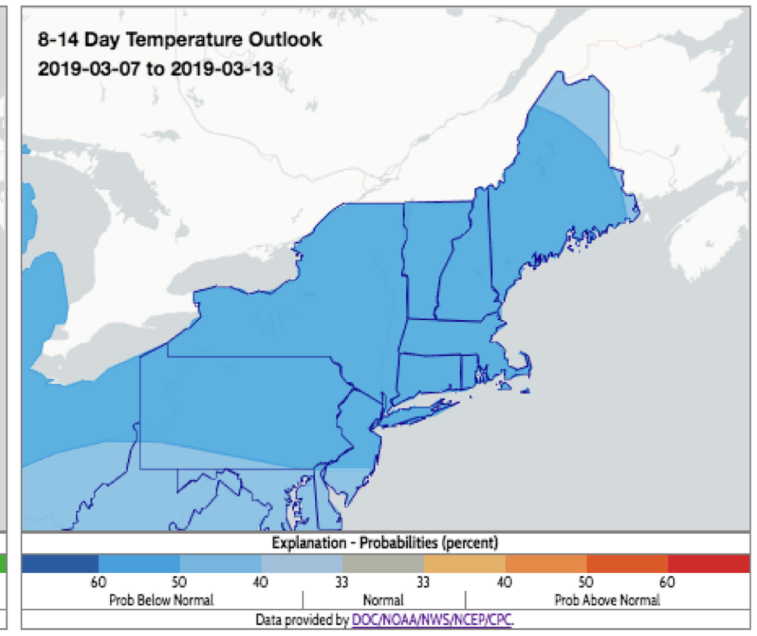 8-14 Day Temperature Outlook
2019-03-07 to 2019-03-13
Explanation - Probabilities (percent)
60 50 40 33 33 40 50 60
Prob Below Normal Normal Prob Above Normal
Data provided by DOC/NOAA/NWS/NCEP/CPC.